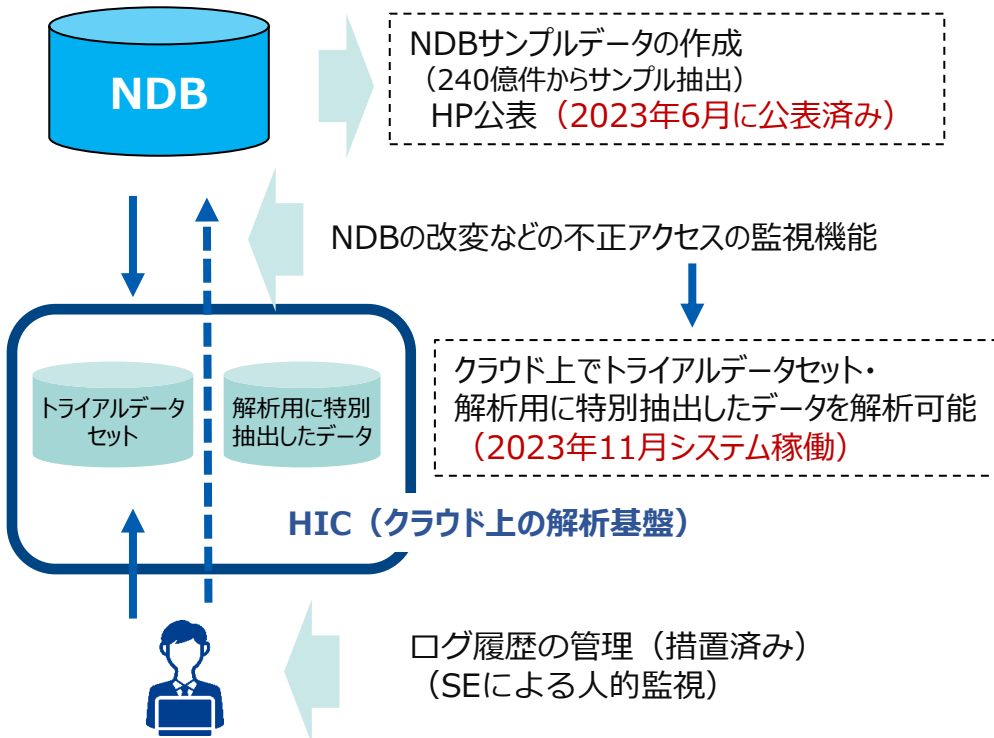 NDB
NDBサンプルデータの作成
（240億件からサンプル抽出）
HP公表（2023年6月に公表済み）
NDBの改変などの不正アクセスの監視機能
トライアルデータ
セット
解析用に特別
抽出したデータ
クラウド上でトライアルデータセット・
解析用に特別抽出したデータを解析可能
（2023年11月システム稼働）
HIC（クラウド上の解析基盤）
ログ履歴の管理（措置済み）
（SEによる人的監視）